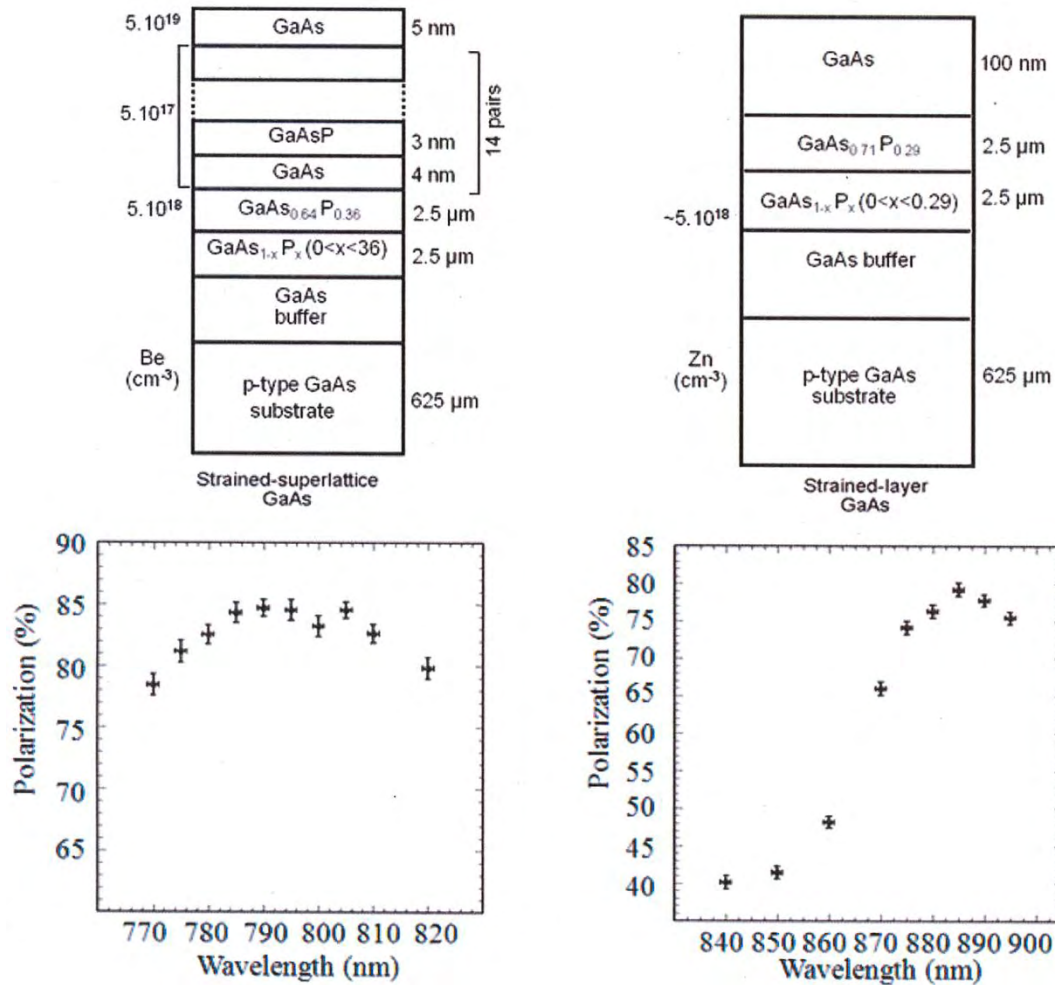 5.10¹⁹ GaAs 5 nm
5.10¹⁷
14 pairs
GaAsP 3 nm
GaAs 4 nm
5.10¹⁸ GaAs₀.₆₄P₀.₃₆ 2.5 µm
GaAs₁₋ₓPₓ(0<x<36) 2.5 µm
GaAs
buffer
Be
(cm⁻³)
p-type GaAs
substrate
625 µm
Strained-superlattice
GaAs
GaAs 100 nm
GaAs₀.₇₁P₀.₂₉ 2.5 µm
~5.10¹⁸ GaAs₁₋ₓPₓ(0<x<0.29) 2.5 µm
GaAs buffer
Zn
(cm⁻³)
p-type GaAs
substrate
625 µm
Strained-layer
GaAs
Polarization (%)
90
85
80
75
70
65
770 780 790 800 810 820
Wavelength (nm)
Polarization (%)
85
80
75
70
65
60
55
50
45
40
840 850 860 870 880 890 900
Wavelength (nm)